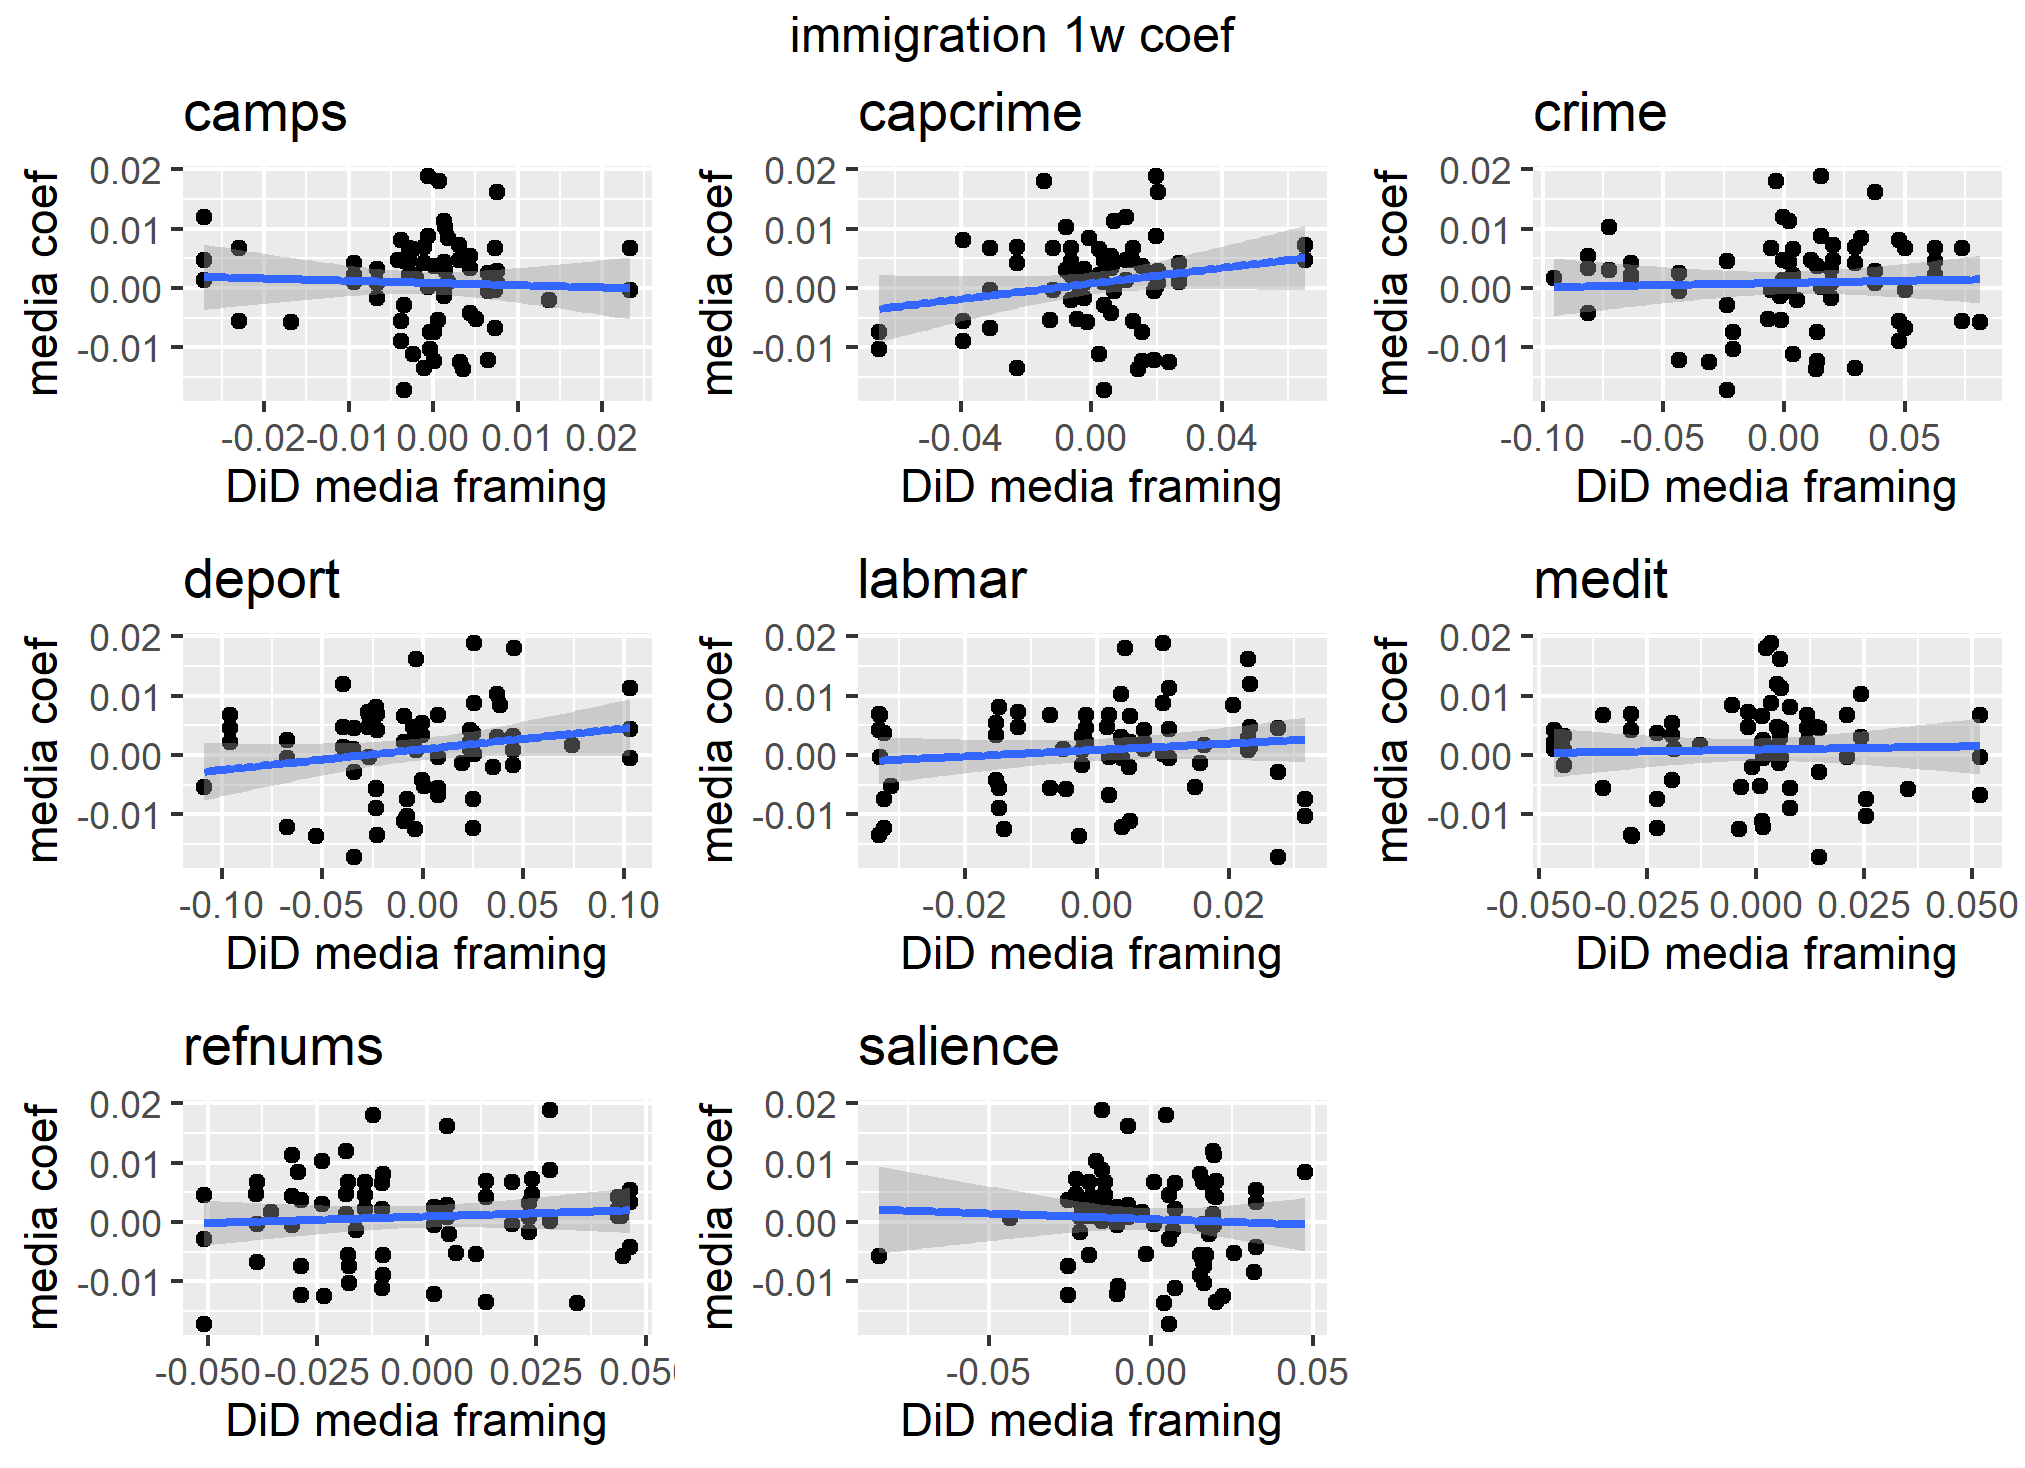 immigration 1w coef
camps capcrime crime
media coef media coef media coef
0.02 0.02 0.02
0.01 0.01 0.01
0.00 0.00 0.00
-0.01 -0.01 -0.01
-0.02 -0.01 0.00 0.01 0.02 -0.04 0.00 0.04 -0.10 -0.05 0.00 0.05
DiD media framing DiD media framing DiD media framing
deport labmar medit
media coef media coef media coef
0.02 0.02 0.02
0.01 0.01 0.01
0.00 0.00 0.00
-0.01 -0.01 -0.01
-0.10 -0.05 0.00 0.05 0.10 -0.02 0.00 0.02 -0.050 -0.025 0.000 0.025 0.050
DiD media framing DiD media framing DiD media framing
refnums salience
media coef media coef
0.02 0.02
0.01 0.01
0.00 0.00
-0.01 -0.01
-0.050 -0.025 0.000 0.025 -0.05 0.00 0.05
DiD media framing DiD media framing